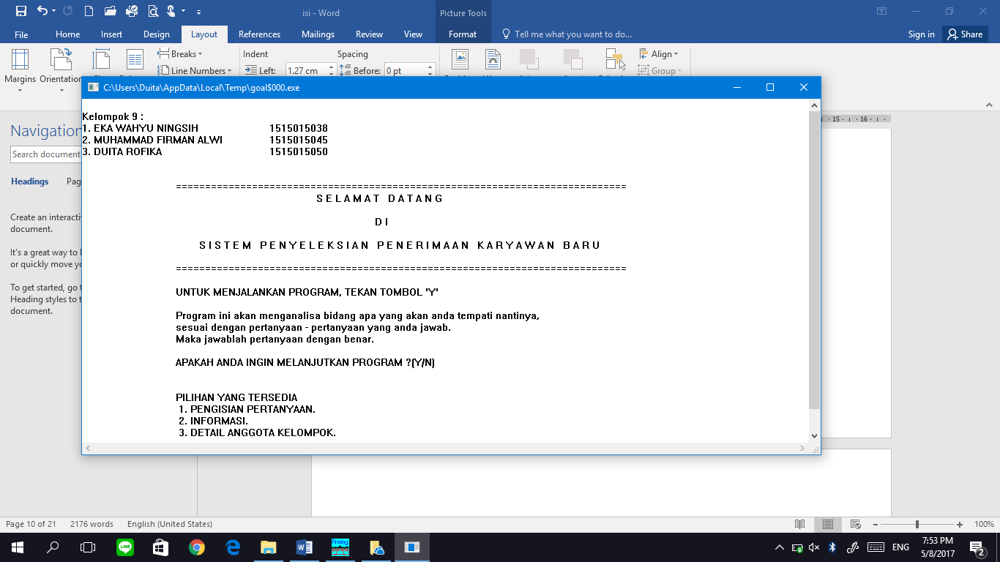 isi - Word
Picture Tools
File Home Insert Design Layout References Mailings Review View Format Tell me what you want to do... Sign in Share
Margins
Orientation
Breaks
Line Numbers
Indent
Left: 1.27 cm
Spacing
Before: 0 pt
Align
Group
C:\Users\Duita\AppData\Local\Temp\goal$000.exe
Kelompok 9 :
1. EKA WAHYU NINGSIH 1515015038
2. MUHAMMAD FIRMAN ALWI 1515015045
3. DUITA ROFIKA 1515015050
=============================================================================
S E L A M A T   D A T A N G
D I
S I S T E M   P E N Y E L E K S I A N   P E N E R I M A A N   K A R Y A W A N   B A R U
=============================================================================
UNTUK MENJALANKAN PROGRAM, TEKAN TOMBOL 'Y'
Program ini akan menganalisa bidang apa yang akan anda tempati nantinya,
sesuai dengan pertanyaan - pertanyaan yang anda jawab.
Maka jawablah pertanyaan dengan benar.
APAKAH ANDA INGIN MELANJUTKAN PROGRAM ?(Y/N)
PILIHAN YANG TERSEDIA
1. PENGISIAN PERTANYAAN.
2. INFORMASI.
3. DETAIL ANGGOTA KELOMPOK.
Navigation
Search document
Headings Pag
Create an interactiv
document.
It's a great way to
or quickly move yo
To get started, go t
Heading styles to t
document.
15 16
Page 10 of 21 2176 words English (United States) 100%
LINE
Prolog
ENG
7:53 PM
5/8/2017
2